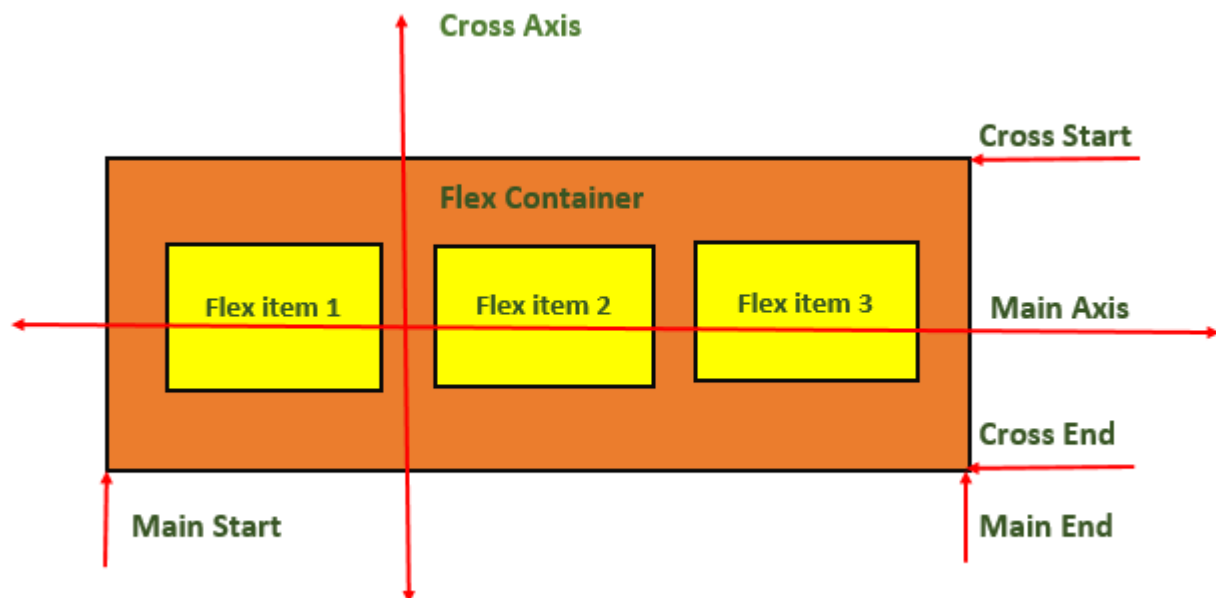 Cross Axis
Cross Start
Flex Container
Flex item 1
Flex item 2
Flex item 3
Main Axis
Cross End
Main Start
Main End